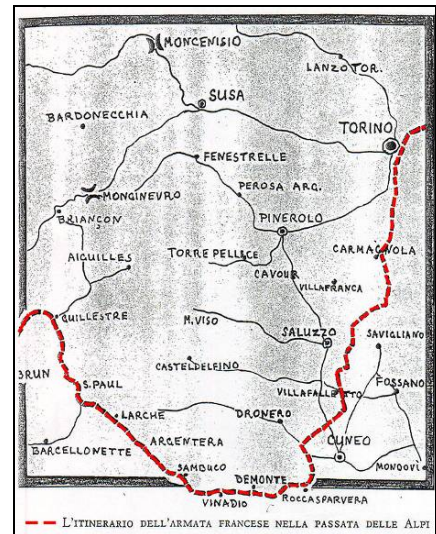 MONCENISIO
LANZO TOR.
SUSA
BARDONECCHIA
TORINO
FENESTRELLE
MONGINEVRO
PEROSA ARG.
BRIANÇON
PINEROLO
AIGUILLES
TORRE PELLICE
CARMAGNOLA
CAVOUR
VILLAFRANCA
GUILLESTRE
M. VISO
SALUZZO
SAVIGLIANO
BRUN
CASTELDELFINO
S. PAUL
VILLAFALLETTO
FOSSANO
LARCHE
DRONERO
ARGENTERA
CUNEO
BARCELLONETTE
SAMBUCO
MONDOVI
DEMONTE
VINADIO
ROCCASPARVERA
L'ITINERARIO DELL'ARMATA FRANCESE NELLA PASSATA DELLE ALPI